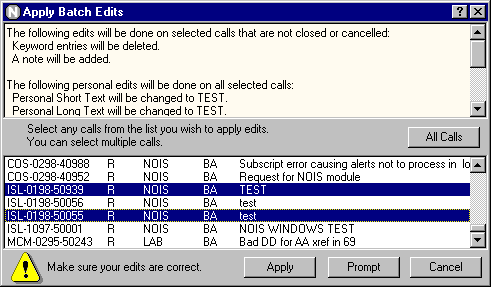 N Apply Batch Edits ? X
The following edits will be done on selected calls that are not closed or cancelled:
Keyword entries will be deleted.
A note will be added.
The following personal edits will be done on all selected calls:
Personal Short Text will be changed to TEST.
Personal Long Text will be changed to TEST.
Select any calls from the list you wish to apply edits.
You can select multiple calls.
All Calls
COS-0298-40988 R NOIS BA Subscript error causing alerts not to process in lo
COS-0298-40952 R NOIS BA Request for NOIS module
ISL-0198-50939 R NOIS BA TEST
ISL-0198-50056 R NOIS BA test
ISL-0198-50055 R NOIS BA test
ISL-1097-50001 R NOIS BA NOIS WINDOWS TEST
MCM-0295-50243 R LAB BA Bad DD for AA xref in 69
! Make sure your edits are correct.
Apply
Prompt
Cancel